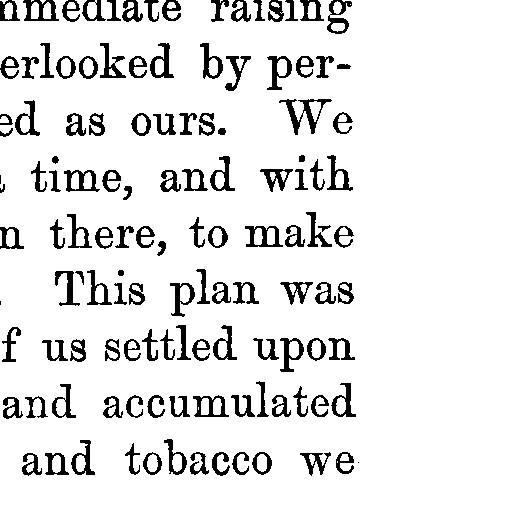 immediate raising
erlooked by per-
ed as ours. We
time, and with
n there, to make
. This plan was
f us settled upon
and accumulated
and tobacco we